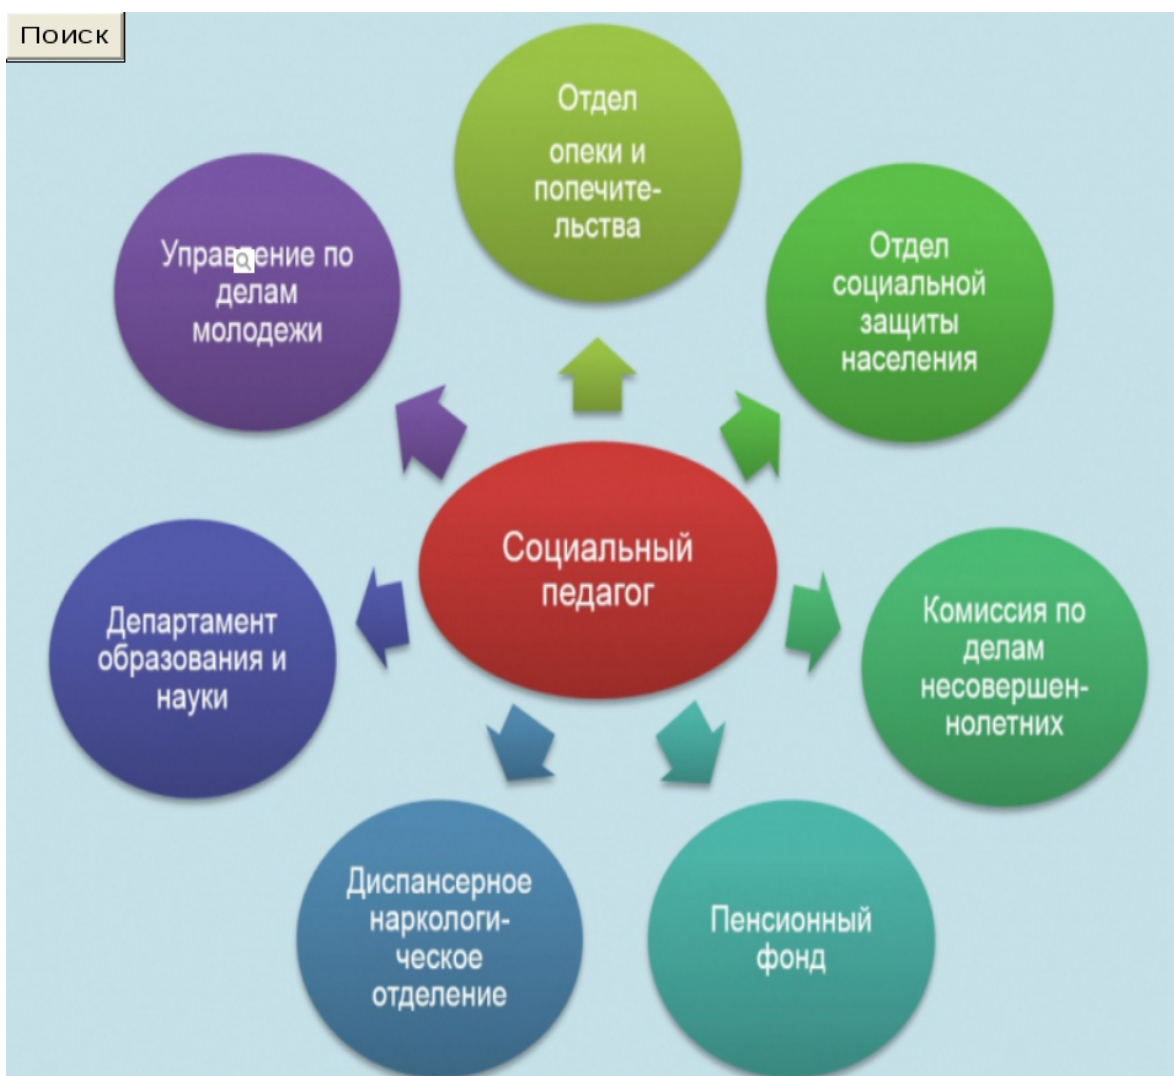 Поиск
Отдел
опеки и
попечите-
льства
Отдел
социальной
защиты
населения
Комиссия по
делам
несовершен-
нолетних
Пенсионный
фонд
Диспансерное
наркологи-
ческое
отделение
Департамент
образования и
науки
Управление по
делам
молодежи
Социальный
педагог